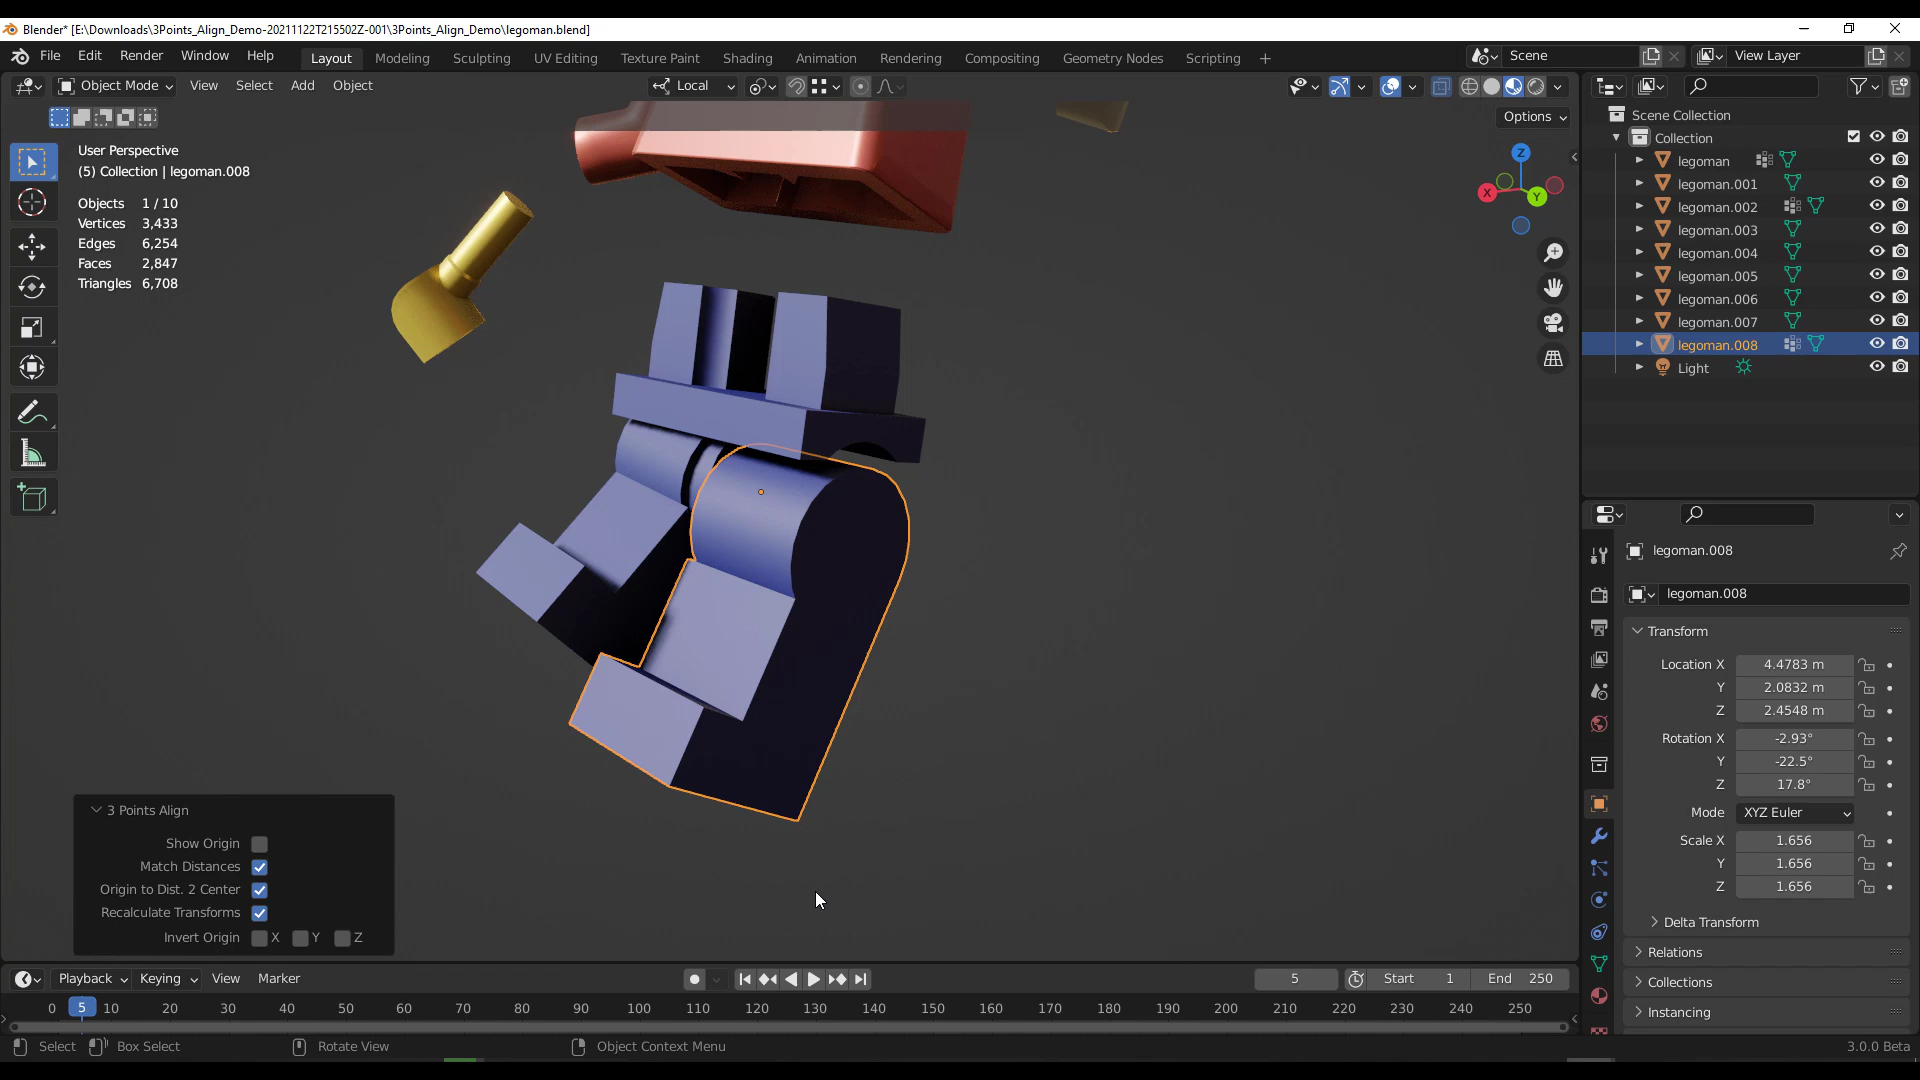 Blender* [E:\Downloads\3Points_Align_Demo-20211122T215502Z-001\3Points_Align_Demo\legoman.blend]
File Edit Render Window Help Layout Modeling Sculpting UV Editing Texture Paint Shading Animation Rendering Compositing Geometry Nodes Scripting + Scene View Layer
Object Mode View Select Add Object Local
Options
User Perspective
(5) Collection | legoman.008
Objects 1 / 10
Vertices 3,433
Edges 6,254
Faces 2,847
Triangles 6,708
Z
X
Y
Scene Collection
Collection
legoman
legoman.001
legoman.002
legoman.003
legoman.004
legoman.005
legoman.006
legoman.007
legoman.008
Light
legoman.008
legoman.008
Transform
Location X 4.4783 m
Y 2.0832 m
Z 2.4548 m
Rotation X -2.93°
Y -22.5°
Z 17.8°
Mode XYZ Euler
Scale X 1.656
Y 1.656
Z 1.656
Delta Transform
Relations
Collections
Instancing
3 Points Align
Show Origin
Match Distances
Origin to Dist. 2 Center
Recalculate Transforms
Invert Origin X Y Z
Playback Keying View Marker 5 Start 1 End 250
0 5 10 20 30 40 50 60 70 80 90 100 110 120 130 140 150 160 170 180 190 200 210 220 230 240 250
Select Box Select Rotate View Object Context Menu 3.0.0 Beta